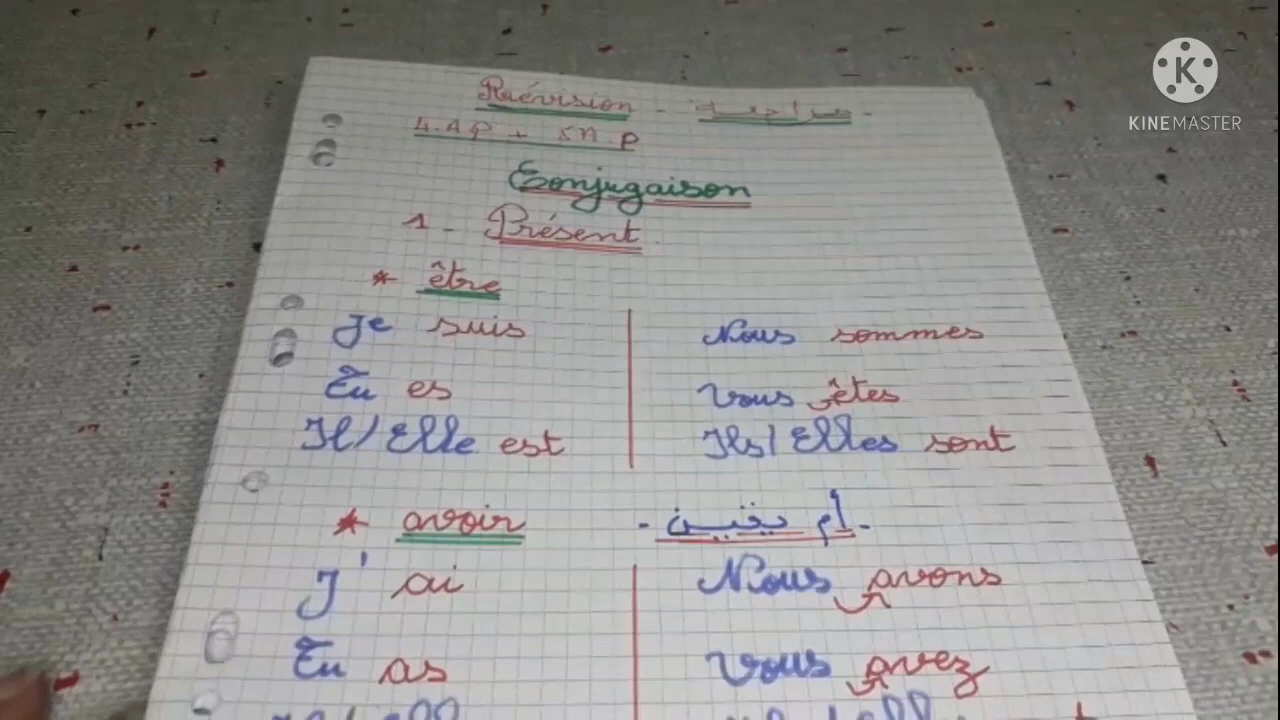 Révision - مراجعة -
4.AP + 5A.P
Conjugaison
1 - Présent.
* être
Je suis
Tu es
Il/Elle est
Nous sommes
Vous êtes
Ils/Elles sont
* avoir - أم يقين -
J'ai
Tu as
Nous avons
Vous avez
K
KINEMASTER